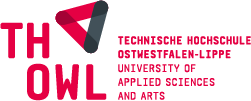 TH
OWL
TECHNISCHE HOCHSCHULE
OSTWESTFALEN-LIPPE
UNIVERSITY OF
APPLIED SCIENCES
AND ARTS